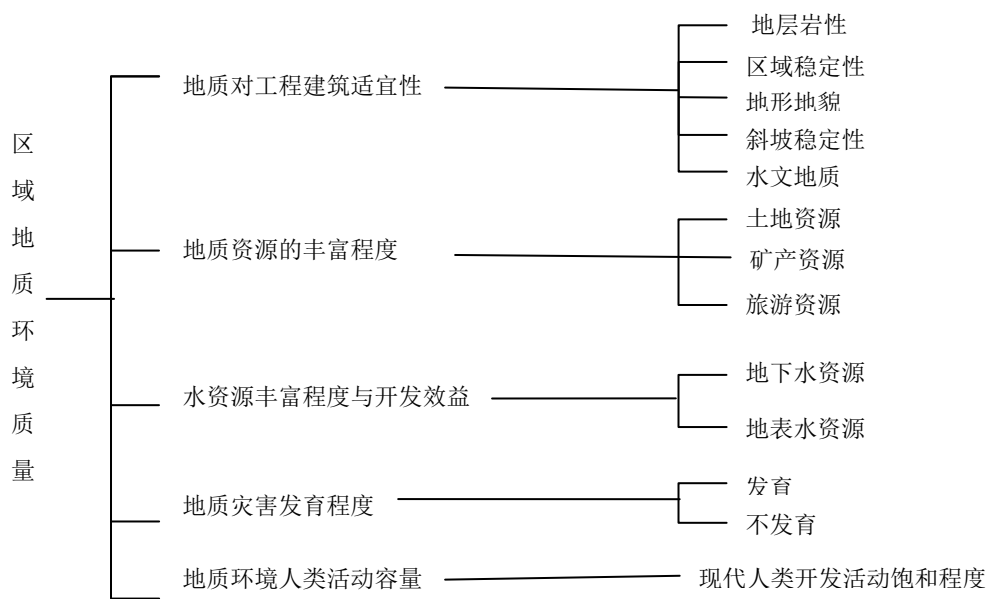 区域地质环境质量
地质对工程建筑适宜性
地层岩性
区域稳定性
地形地貌
斜坡稳定性
水文地质
地质资源的丰富程度
土地资源
矿产资源
旅游资源
水资源丰富程度与开发效益
地下水资源
地表水资源
地质灾害发育程度
发育
不发育
地质环境人类活动容量
现代人类开发活动饱和程度